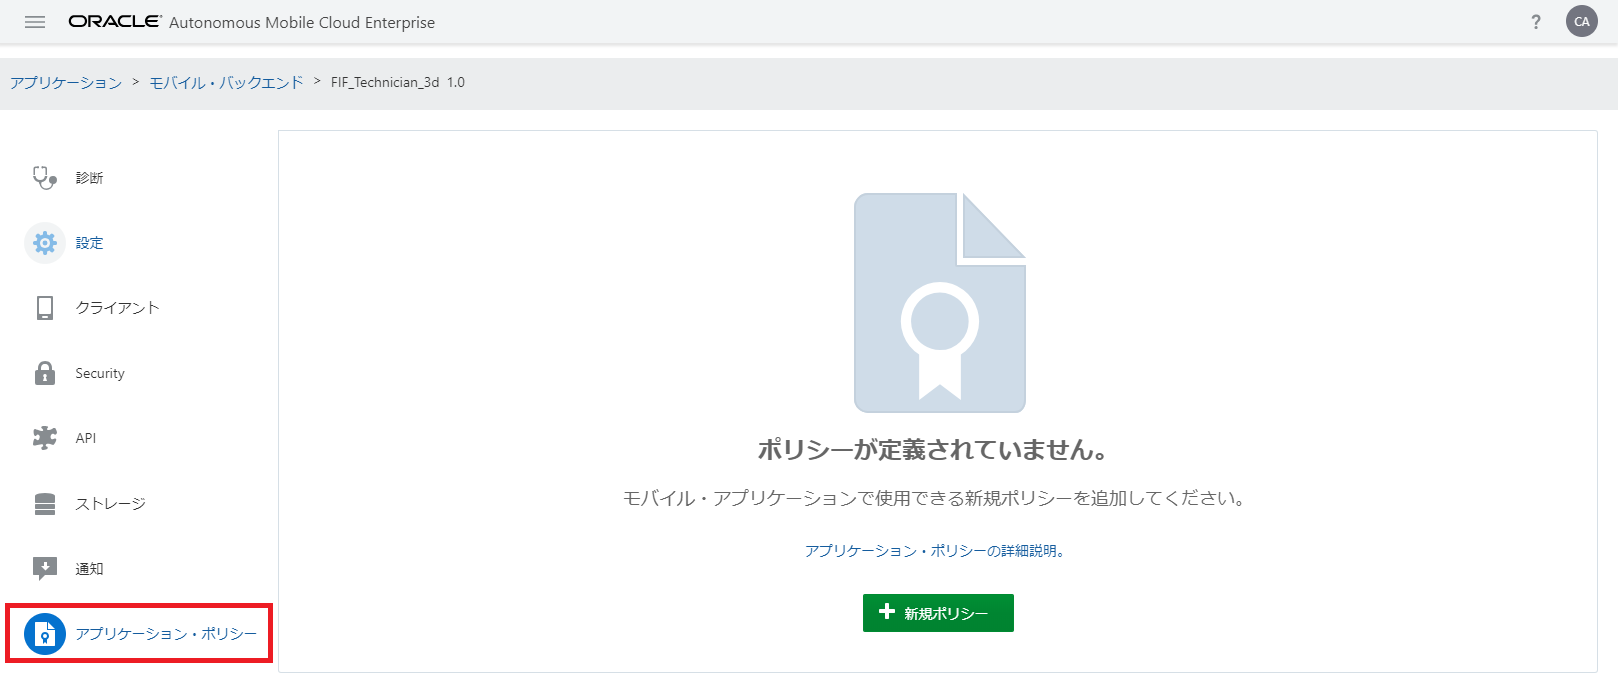 ORACLE Autonomous Mobile Cloud Enterprise ? CA
アプリケーション > モバイル・バックエンド > FIF_Technician_3d 1.0
診断
設定
クライアント
Security
API
ストレージ
通知
アプリケーション・ポリシー
ポリシーが定義されていません。
モバイル・アプリケーションで使用できる新規ポリシーを追加してください。
アプリケーション・ポリシーの詳細説明。
新規ポリシー